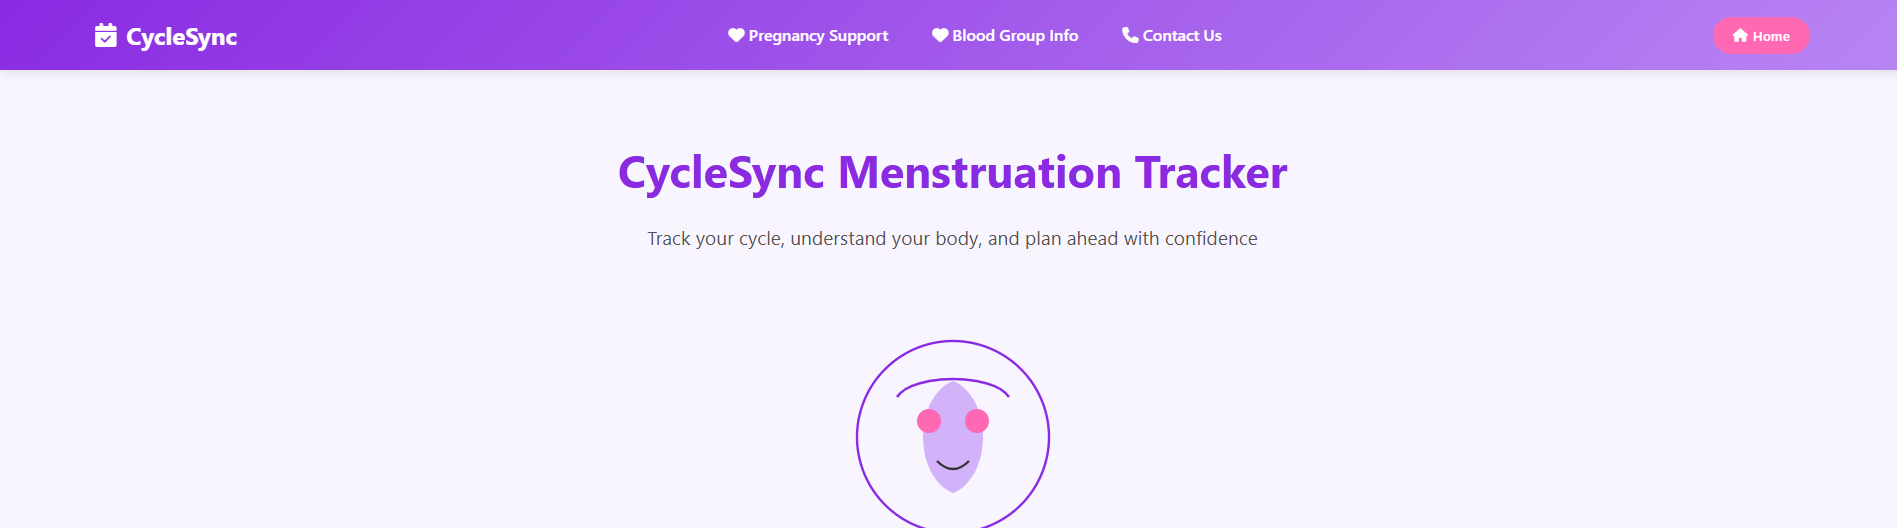 CycleSync
Pregnancy Support
Blood Group Info
Contact Us
Home
CycleSync Menstruation Tracker
Track your cycle, understand your body, and plan ahead with confidence